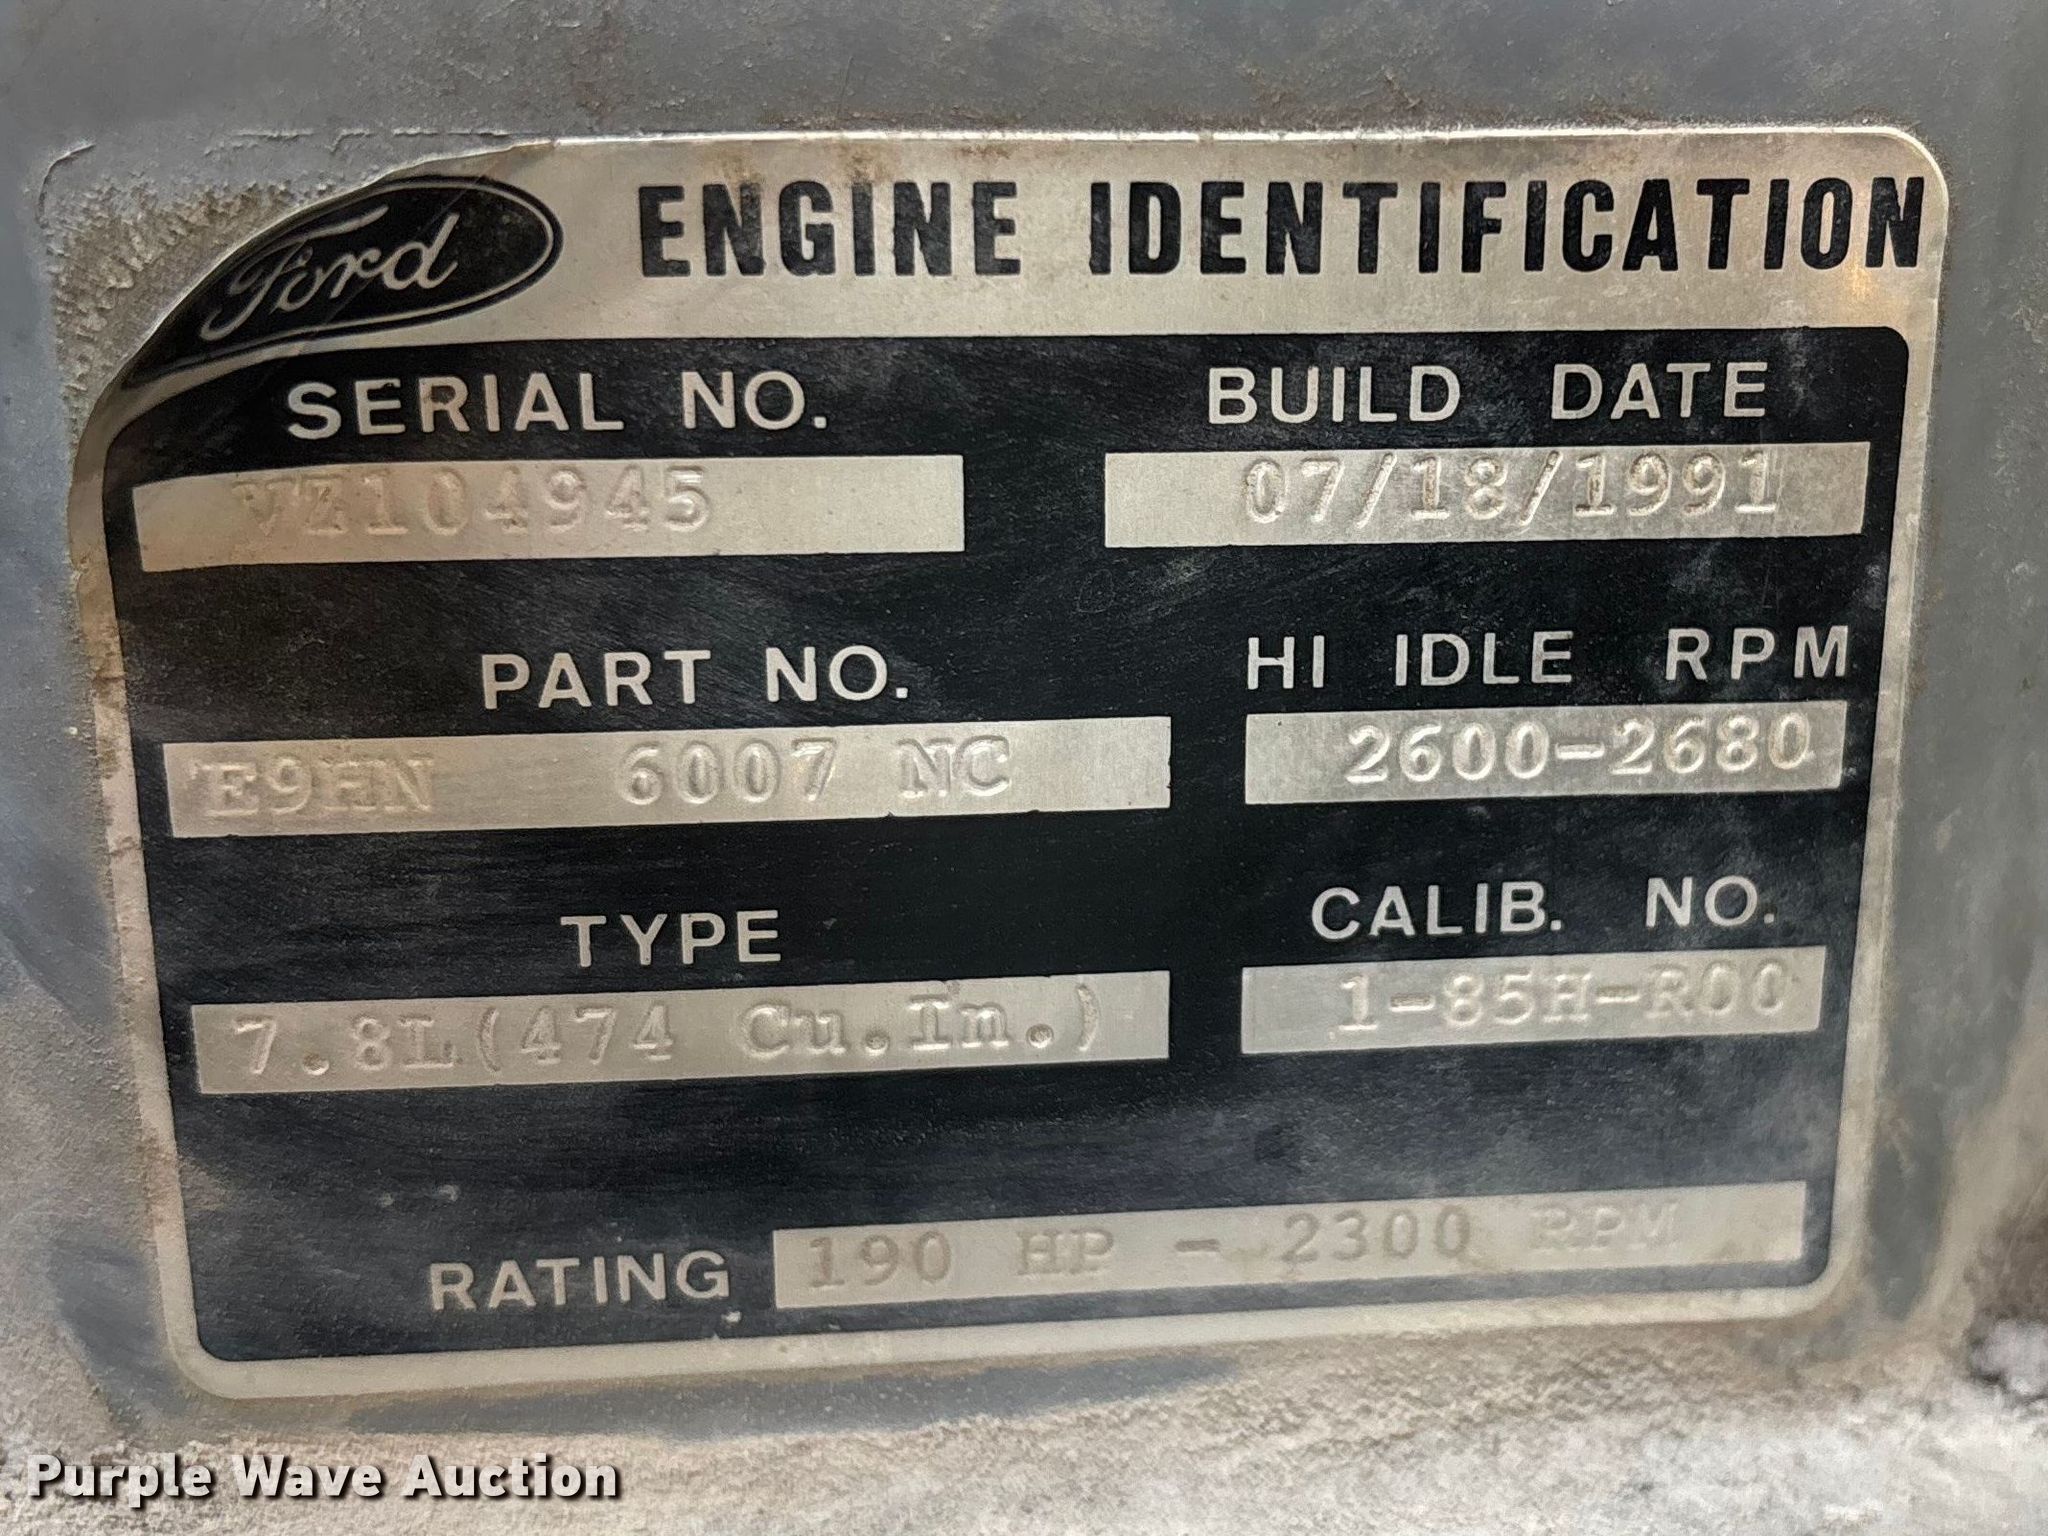 Ford ENGINE IDENTIFICATION
SERIAL NO. BUILD DATE
VZ104945 07/18/1991
PART NO. HI IDLE RPM
E9HN 6007 NC 2600-2680
TYPE CALIB. NO.
7.8L(474 Cu.In.) 1-85H-R00
RATING 190 HP - 2300 RPM
Purple Wave Auction